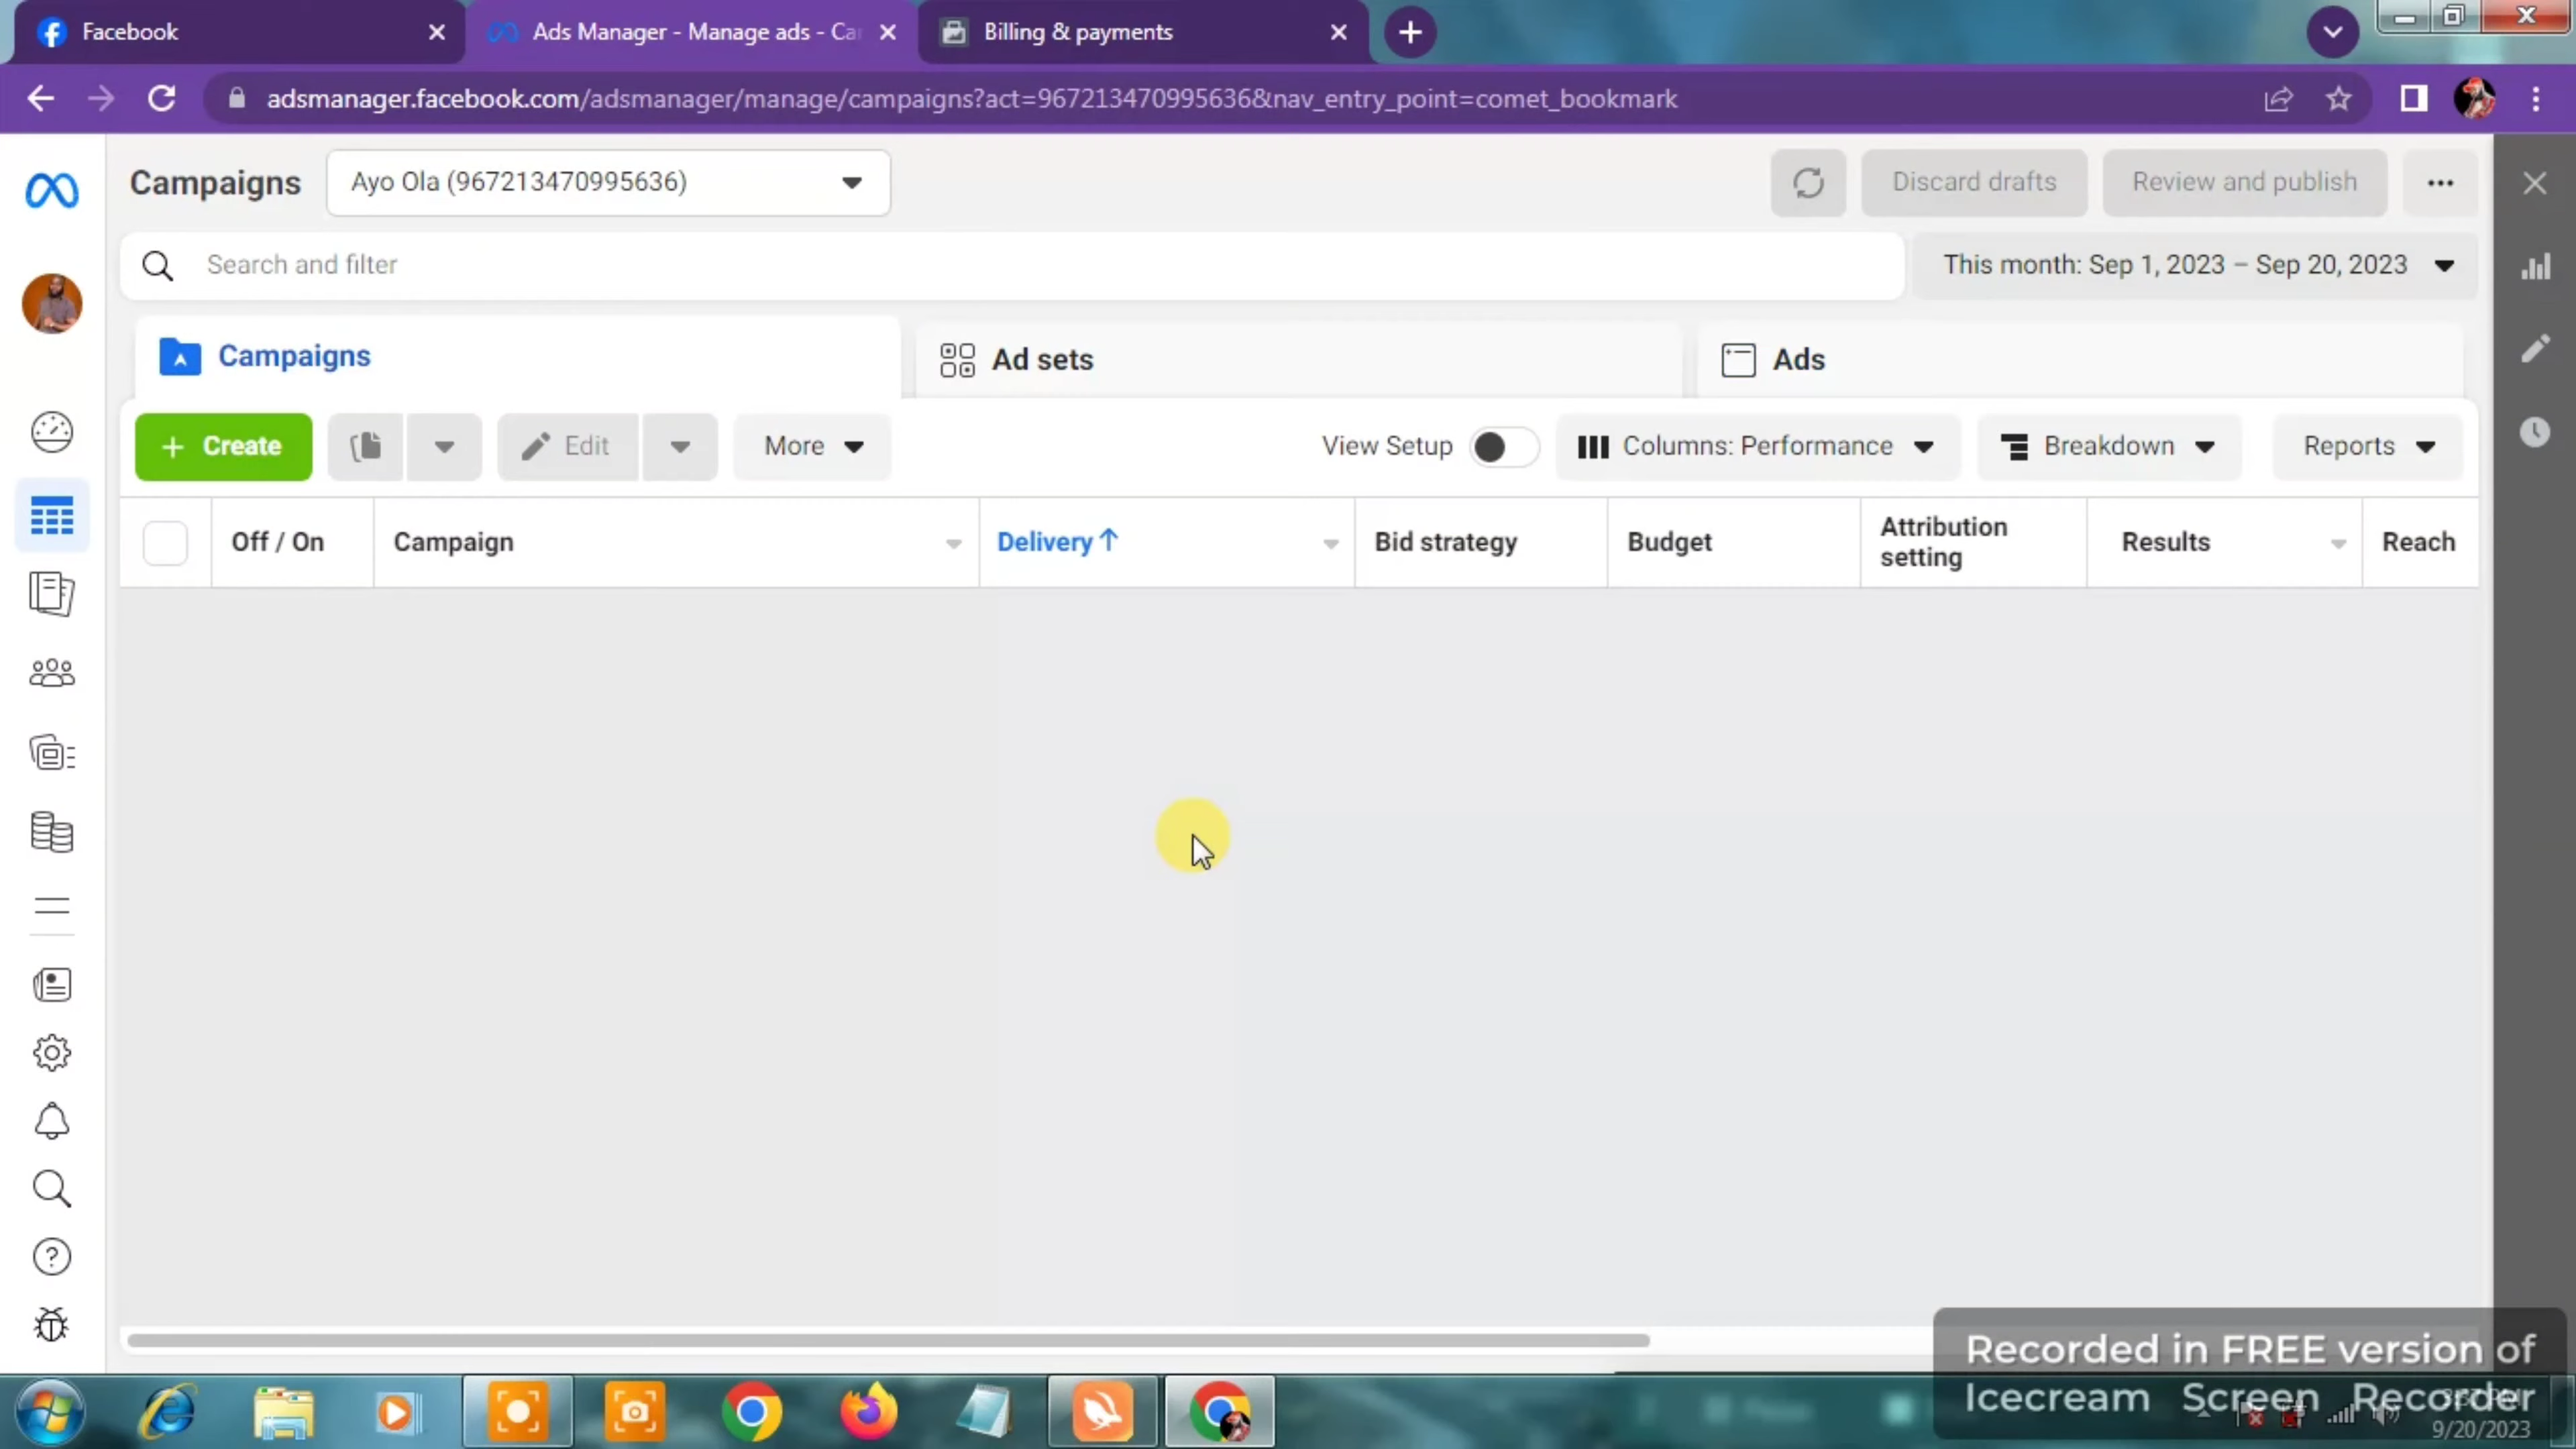 Facebook
Ads Manager - Manage ads - Ca
Billing & payments
adsmanager.facebook.com/adsmanager/manage/campaigns?act=967213470995636&nav_entry_point=comet_bookmark
Campaigns
Ayo Ola (967213470995636)
Discard drafts
Review and publish
Search and filter
This month: Sep 1, 2023 – Sep 20, 2023
Campaigns
Ad sets
Ads
+ Create
Edit
More
View Setup
Columns: Performance
Breakdown
Reports
Off / On
Campaign
Delivery ↑
Bid strategy
Budget
Attribution
setting
Results
Reach
Recorded in FREE version of
Icecream Screen Recorder
9/20/2023